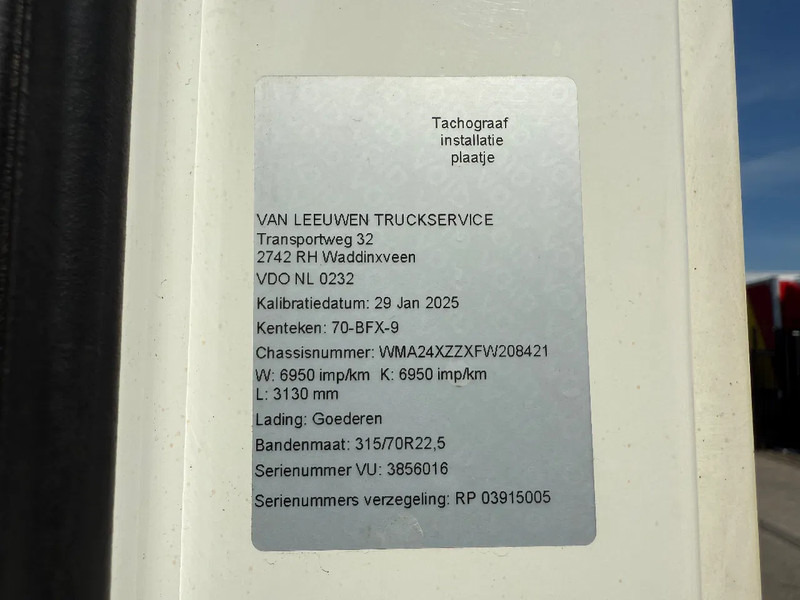 Tachograaf
installatie
plaatje
VAN LEEUWEN TRUCKSERVICE
Transportweg 32
2742 RH Waddinxveen
VDO NL 0232
Kalibratiedatum: 29 Jan 2025
Kenteken: 70-BFX-9
Chassisnummer: WMA24XZZXFW208421
W: 6950 imp/km K: 6950 imp/km
L: 3130 mm
Lading: Goederen
Bandenmaat: 315/70R22,5
Serienummer VU: 3856016
Serienummers verzegeling: RP 03915005